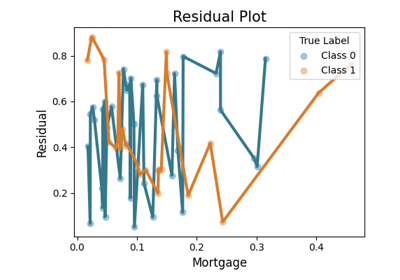 Residual Plot
True Label
Class 0
Class 1
0.8
0.6
0.4
0.2
Residual
0.0
0.1
0.2
0.3
0.4
Mortgage